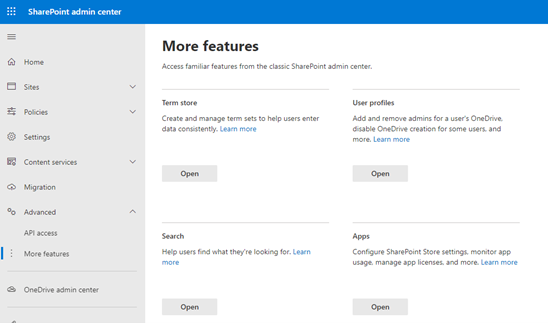 SharePoint admin center
Home
Sites
Policies
Settings
Content services
Migration
Advanced
API access
More features
OneDrive admin center
More features
Access familiar features from the classic SharePoint admin center.
Term store
Create and manage term sets to help users enter
data consistently. Learn more
Open
User profiles
Add and remove admins for a user's OneDrive,
disable OneDrive creation for some users, and
more. Learn more
Open
Search
Help users find what they're looking for. Learn
more
Open
Apps
Configure SharePoint Store settings, monitor app
usage, manage app licenses, and more. Learn more
Open